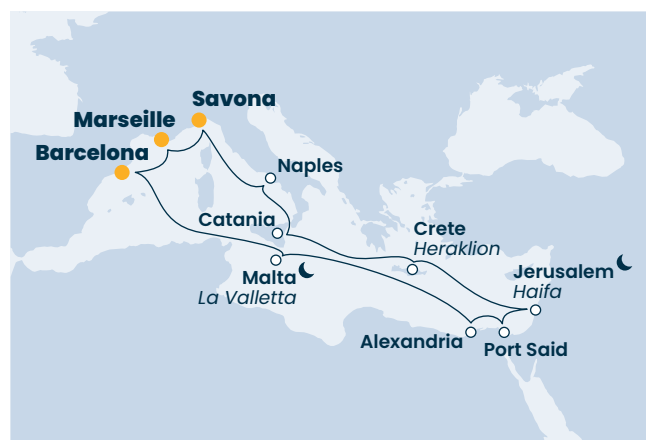 Savona
Marseille
Barcelona
Naples
Catania
Crete
Heraklion
Malta
La Valletta
Jerusalem
Haifa
Alexandria
Port Said